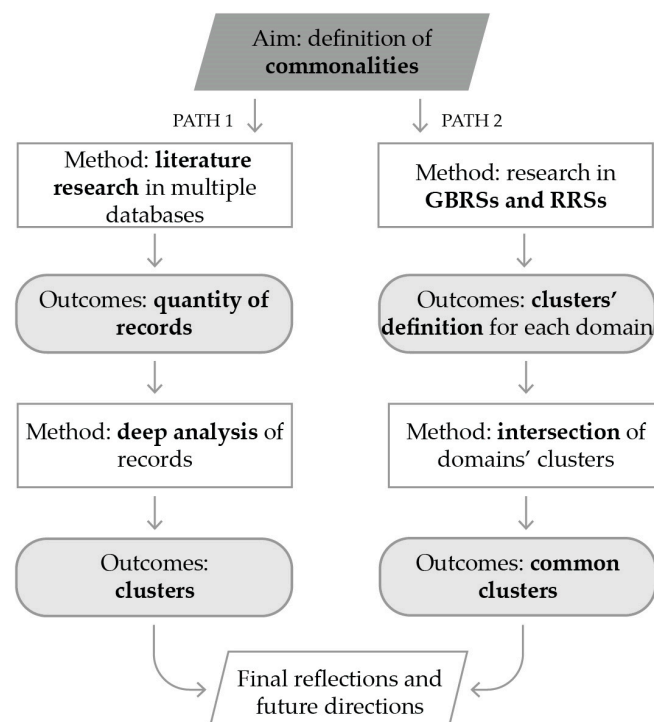 Aim: definition of
commonalities
PATH 1
Method: literature
research in multiple
databases
Outcomes: quantity of
records
Method: deep analysis of
records
Outcomes:
clusters
PATH 2
Method: research in
GBRSs and RRSs
Outcomes: clusters’
definition for each domain
Method: intersection of
domains’ clusters
Outcomes: common
clusters
Final reflections and
future directions